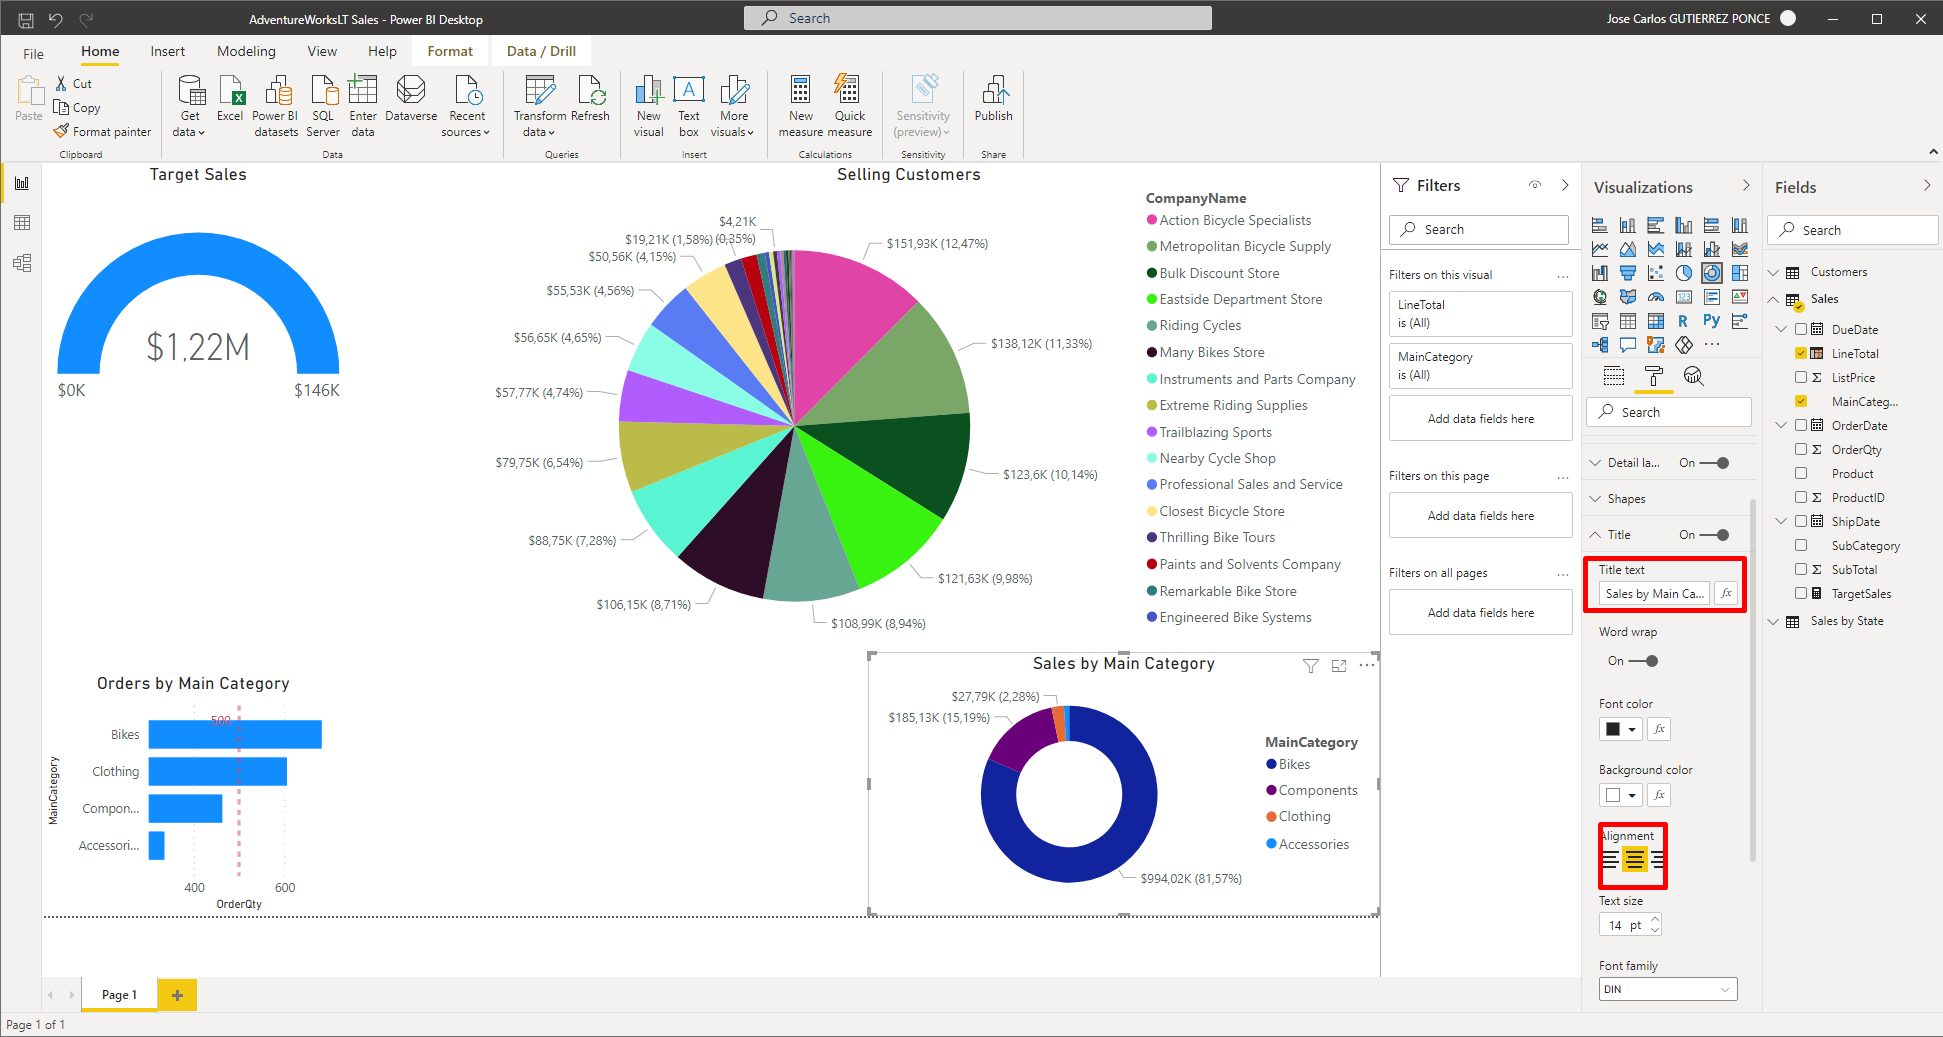 AdventureWorksLT Sales - Power BI Desktop
Search
Jose Carlos GUTIERREZ PONCE
File
Home
Insert
Modeling
View
Help
Format
Data / Drill
Paste
Cut
Copy
Format painter
Clipboard
Get data
Excel
Power BI datasets
SQL Server
Enter data
Dataverse
Recent sources
Data
Transform data
Refresh
Queries
New visual
A
Text box
More visuals
Insert
New measure
Quick measure
Calculations
Sensitivity (preview)
Sensitivity
Publish
Share
Target Sales
$1,22M
$0K
$146K
Selling Customers
$4,21K
(0,35%)
$19,21K (1,58%)
$50,56K (4,15%)
$55,53K (4,56%)
$56,65K (4,65%)
$57,77K (4,74%)
$79,75K (6,54%)
$88,75K (7,28%)
$106,15K (8,71%)
$108,99K (8,94%)
$121,63K (9,98%)
$123,6K (10,14%)
$138,12K (11,33%)
$151,93K (12,47%)
CompanyName
Action Bicycle Specialists
Metropolitan Bicycle Supply
Bulk Discount Store
Eastside Department Store
Riding Cycles
Many Bikes Store
Instruments and Parts Company
Extreme Riding Supplies
Trailblazing Sports
Nearby Cycle Shop
Professional Sales and Service
Closest Bicycle Store
Thrilling Bike Tours
Paints and Solvents Company
Remarkable Bike Store
Engineered Bike Systems
Orders by Main Category
MainCategory
500
Bikes
Clothing
Compon...
Accessori...
400
600
OrderQty
Sales by Main Category
$27,79K (2,28%)
$185,13K (15,19%)
$994,02K (81,57%)
MainCategory
Bikes
Components
Clothing
Accessories
Filters
Search
Filters on this visual
...
LineTotal
is (All)
MainCategory
is (All)
Add data fields here
Filters on this page
...
Add data fields here
Filters on all pages
...
Add data fields here
Visualizations
123
R
Py
...
Search
Detail la...
On
Shapes
Title
On
Title text
Sales by Main Ca...
fx
Word wrap
On
Font color
fx
Background color
fx
Alignment
Text size
14 pt
Font family
DIN
Fields
Search
Customers
Sales
DueDate
LineTotal
Σ ListPrice
MainCateg...
OrderDate
Σ OrderQty
Product
Σ ProductID
ShipDate
SubCategory
Σ SubTotal
TargetSales
Sales by State
Page 1
+
Page 1 of 1